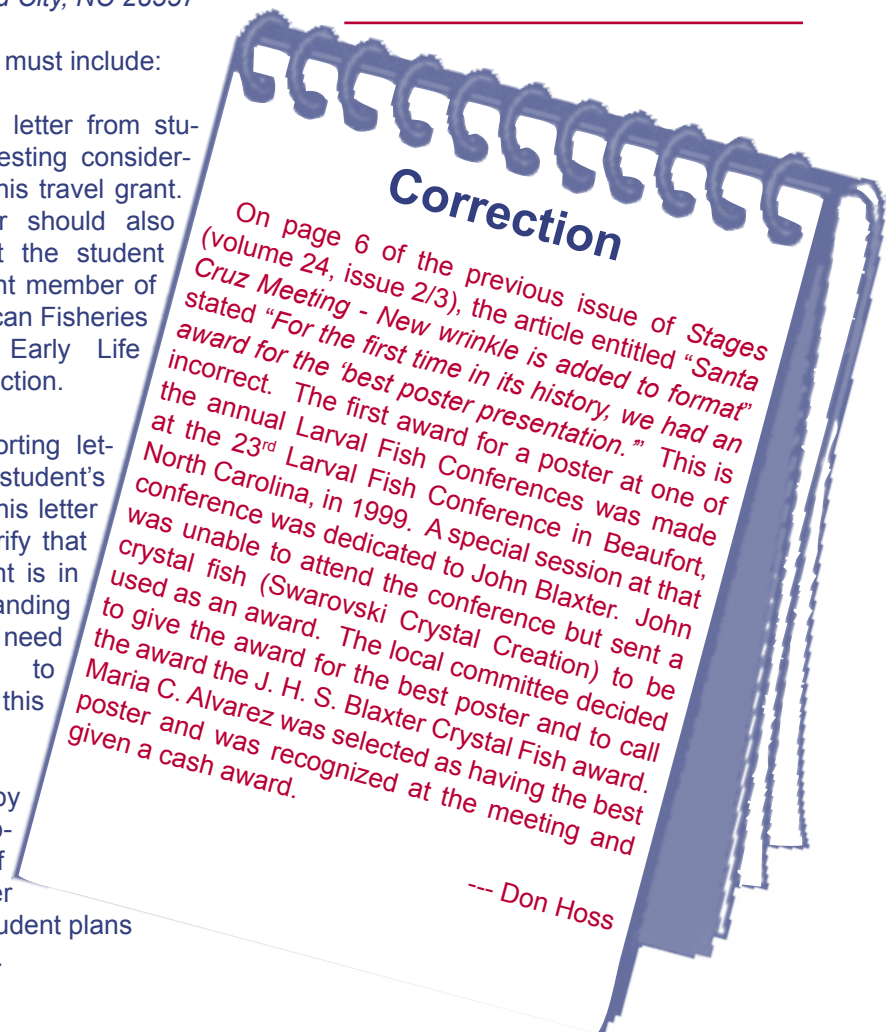 d City, NC 28557
must include:
letter from stu-
esting consider-
his travel grant.
r should also
t the student
nt member of
can Fisheries
Early Life
ction.
orting let-
student's
his letter
rify that
nt is in
anding
need
to
this
by
o-
f
er
udent plans
.
Correction
On page 6 of the previous issue of Stages
(volume 24, issue 2/3), the article entitled “Santa
Cruz Meeting - New wrinkle is added to format”
stated “For the first time in its history, we had an
award for the ‘best poster presentation.’” This is
incorrect. The first award for a poster at one of
the annual Larval Fish Conferences was made
at the 23rd Larval Fish Conference in Beaufort,
North Carolina, in 1999. A special session at that
conference was dedicated to John Blaxter. John
was unable to attend the conference but sent a
crystal fish (Swarovski Crystal Creation) to be
used as an award. The local committee decided
to give the award for the best poster and to call
the award the J. H. S. Blaxter Crystal Fish award.
Maria C. Alvarez was selected as having the best
poster and was recognized at the meeting and
given a cash award.
--- Don Hoss